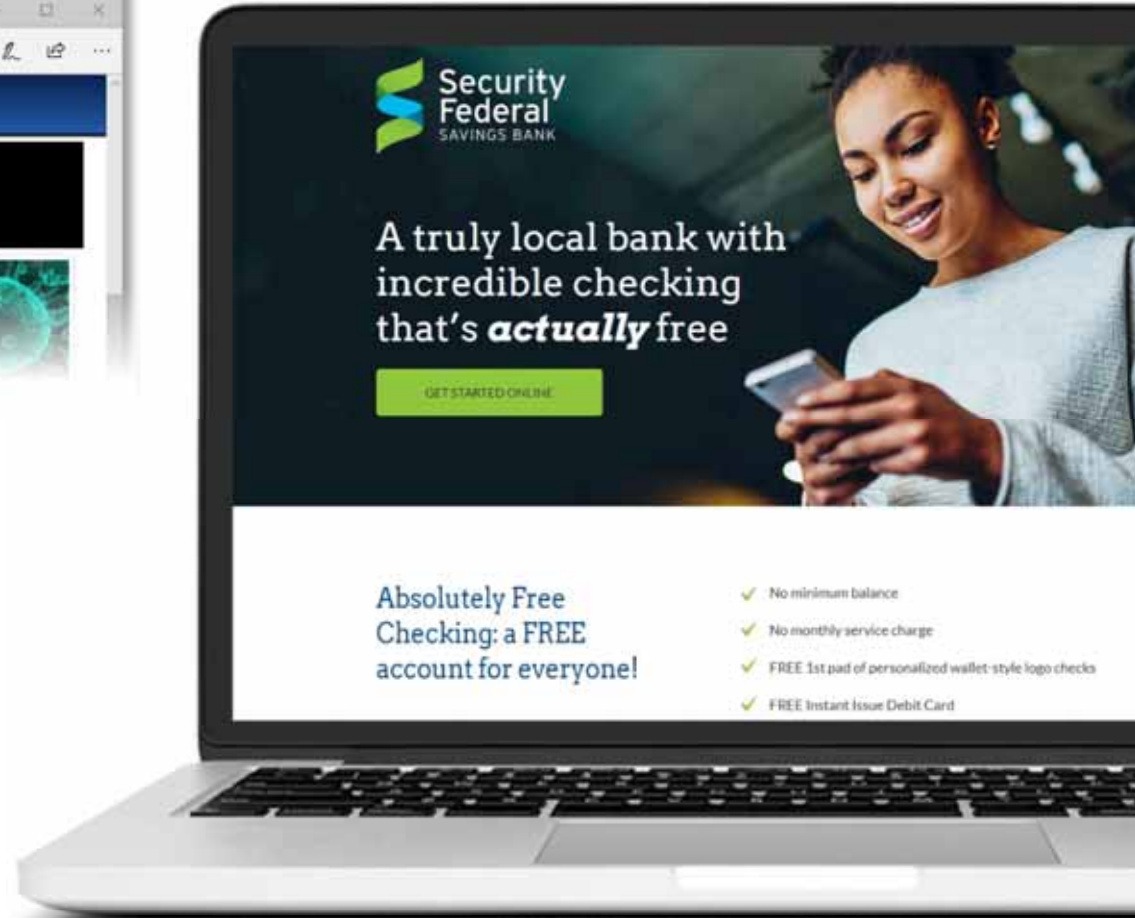 Security
Federal
SAVINGS BANK
A truly local bank with
incredible checking
that's actually free
GET STARTED ONLINE
Absolutely Free
Checking: a FREE
account for everyone!
No minimum balance
No monthly service charge
FREE 1st pad of personalized wallet-style logo checks
FREE Instant Issue Debit Card